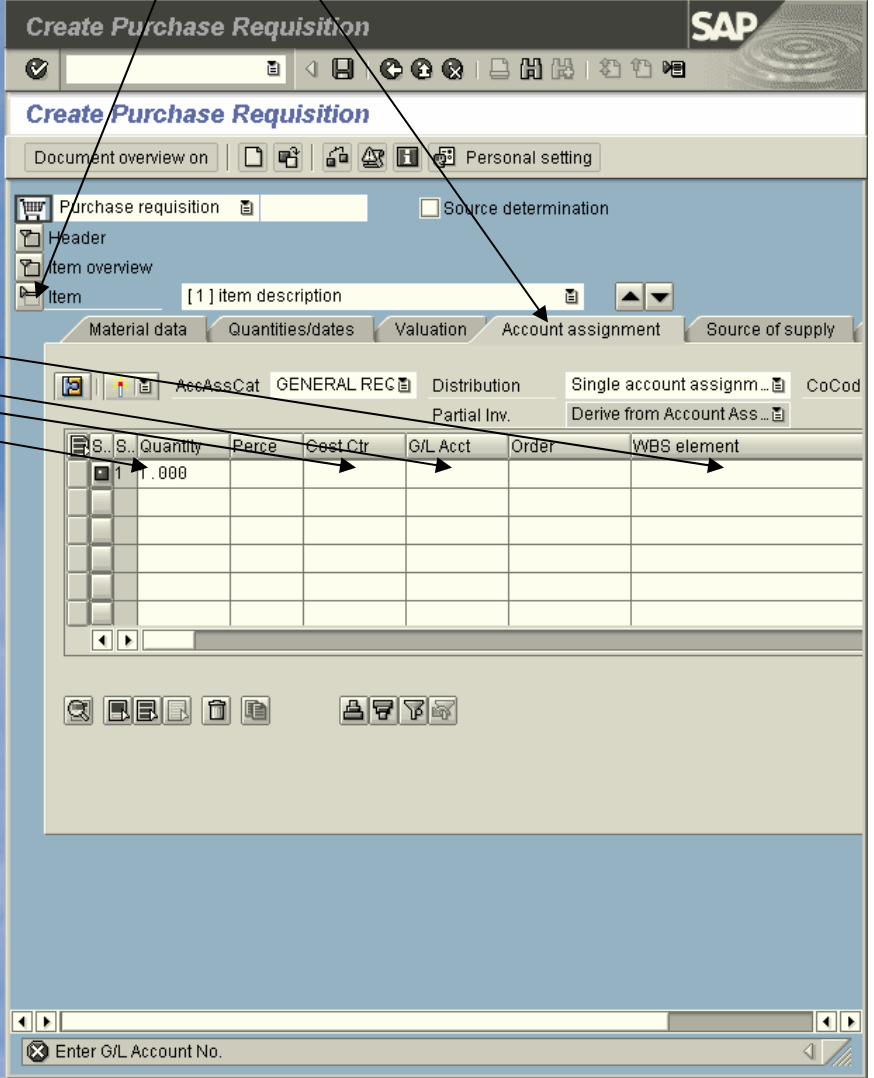 Create Purchase Requisition SAP
Create Purchase Requisition
Document overview on Personal setting
Purchase requisition Source determination
Header
Item overview
Item [ 1 ] item description
Material data Quantities/dates Valuation Account assignment Source of supply
AccAssCat GENERAL REQ Distribution Single account assignm... CoCod
Partial Inv. Derive from Account Ass...
S.. S.. Quantity Perce Cost Ctr G/L Acct Order WBS element
1 1.000
Enter G/L Account No.